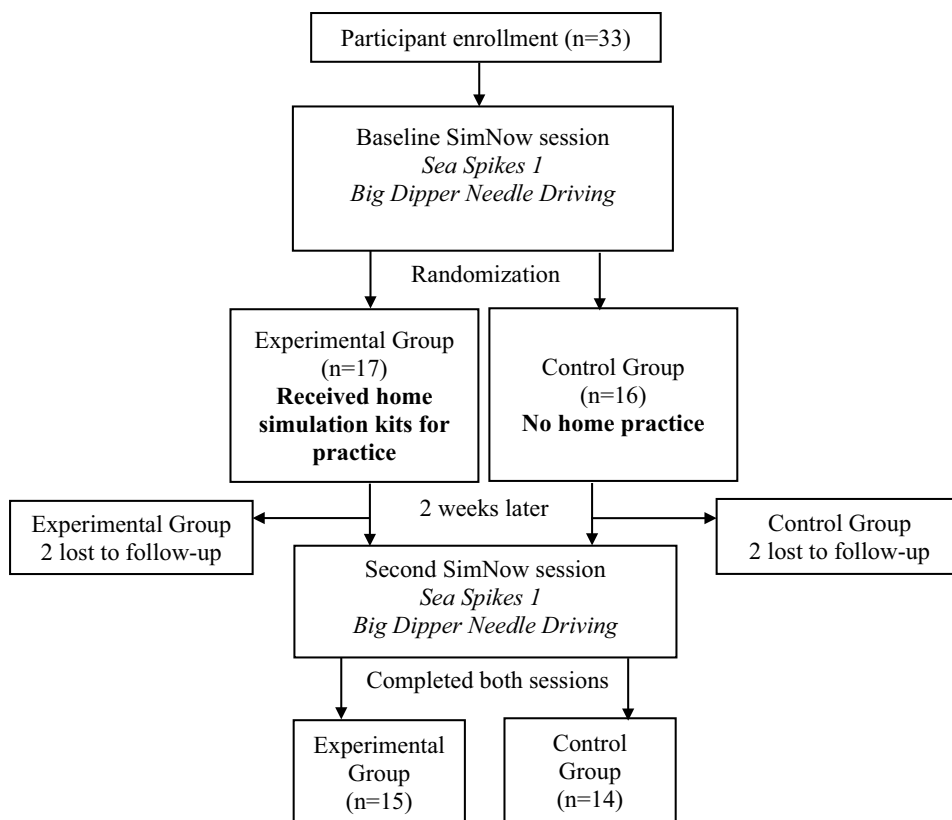 Participant enrollment (n=33)
Baseline SimNow session
Sea Spikes 1
Big Dipper Needle Driving
Randomization
Experimental Group
(n=17)
Received home
simulation kits for
practice
Control Group
(n=16)
No home practice
2 weeks later
Experimental Group
2 lost to follow-up
Control Group
2 lost to follow-up
Second SimNow session
Sea Spikes 1
Big Dipper Needle Driving
Completed both sessions
Experimental
Group
(n=15)
Control
Group
(n=14)